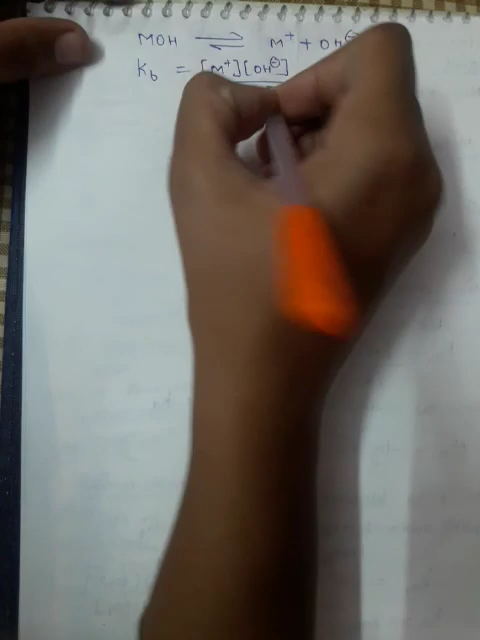 MOH ⇌ M⁺ + OH⊖
K_b = [M⁺][OH⊖]